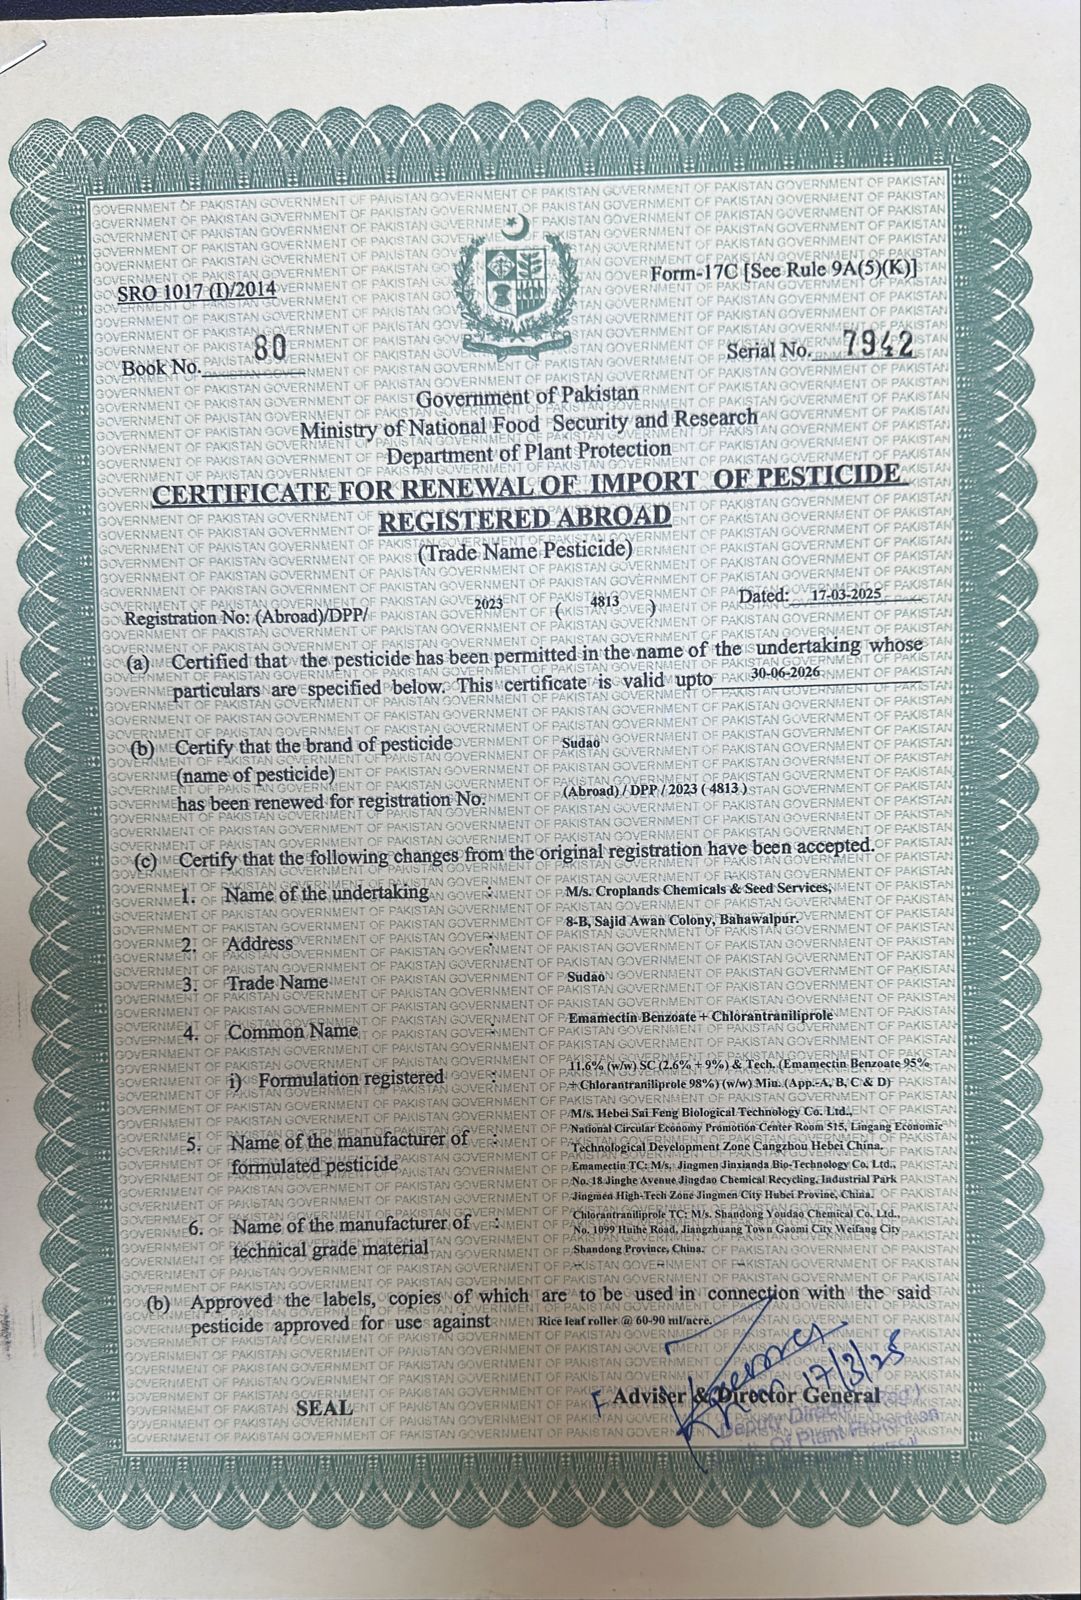 SRO 1017 (I)/2014
Form-17C [See Rule 9A(5)(K)]
Book No. 80
Serial No. 7942
Government of Pakistan
Ministry of National Food Security and Research
Department of Plant Protection
CERTIFICATE FOR RENEWAL OF IMPORT OF PESTICIDE
REGISTERED ABROAD
(Trade Name Pesticide)
Registration No: (Abroad)/DPP/ 2023 ( 4813 ) Dated: 17-03-2025
(a) Certified that the pesticide has been permitted in the name of the undertaking whose
particulars are specified below. This certificate is valid upto 30-06-2026
(b) Certify that the brand of pesticide Sudao
(name of pesticide)
has been renewed for registration No. (Abroad) / DPP / 2023 ( 4813 )
(c) Certify that the following changes from the original registration have been accepted.
1. Name of the undertaking : M/s. Croplands Chemicals & Seed Services,
8-B, Sajid Awan Colony, Bahawalpur.
2. Address :
3. Trade Name Sudao
4. Common Name : Emamectin Benzoate + Chlorantraniliprole
i) Formulation registered : 11.6% (w/w) SC (2.6% + 9%) & Tech. (Emamectin Benzoate 95%
+ Chlorantraniliprole 98%) (w/w) Min. (App.-A, B, C & D)
M/s. Hebei Sai Feng Biological Technology Co. Ltd.,
National Circular Economy Promotion Center Room 515, Lingang Economic
5. Name of the manufacturer of : Technological Development Zone Cangzhou Hebei China.
formulated pesticide Emamectin TC: M/s. Jingmen Jinxianda Bio-Technology Co. Ltd.,
No. 18 Jinghe Avenue Jingdao Chemical Recycling, Industrial Park
Jingmen High-Tech Zone Jingmen City Hubei Provine, China.
Chlorantraniliprole TC: M/s. Shandong Youdao Chemical Co. Ltd.,
6. Name of the manufacturer of : No. 1099 Huihe Road, Jiangzhuang Town Gaomi City Weifang City
technical grade material Shandong Province, China.
(b) Approved the labels, copies of which are to be used in connection with the said
pesticide approved for use against Rice leaf roller @ 60-90 ml/acre.
17/3/25
F Adviser & Director General
SEAL
Deputy Director
Of Plant Protection